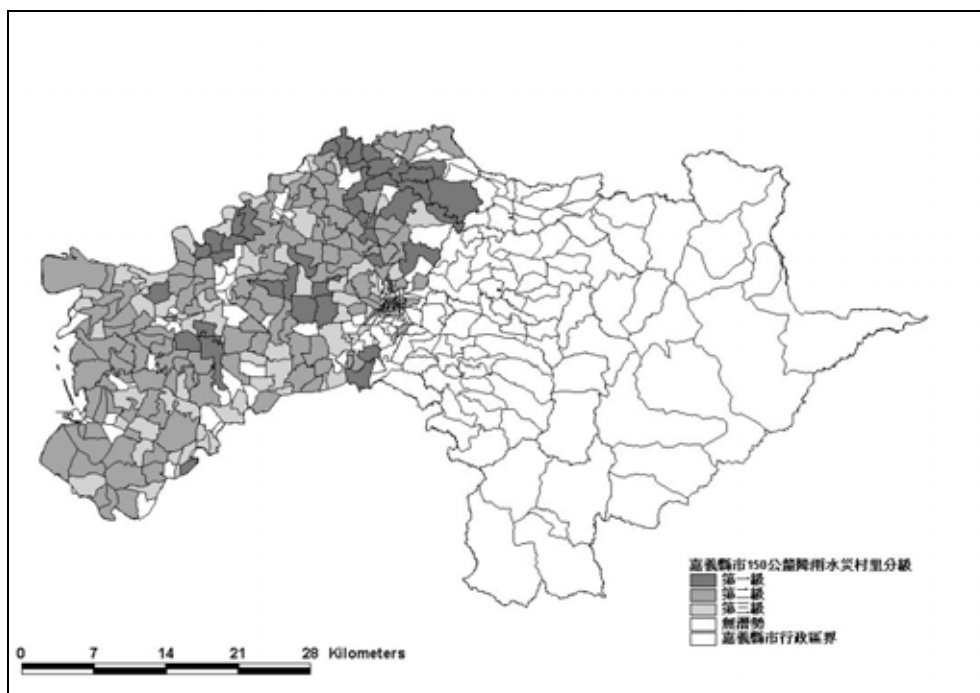 嘉義縣市150公釐降雨水災村里分級
第一級
第二級
第三級
無潛勢
嘉義縣市行政區界
0 7 14 21 28 Kilometers